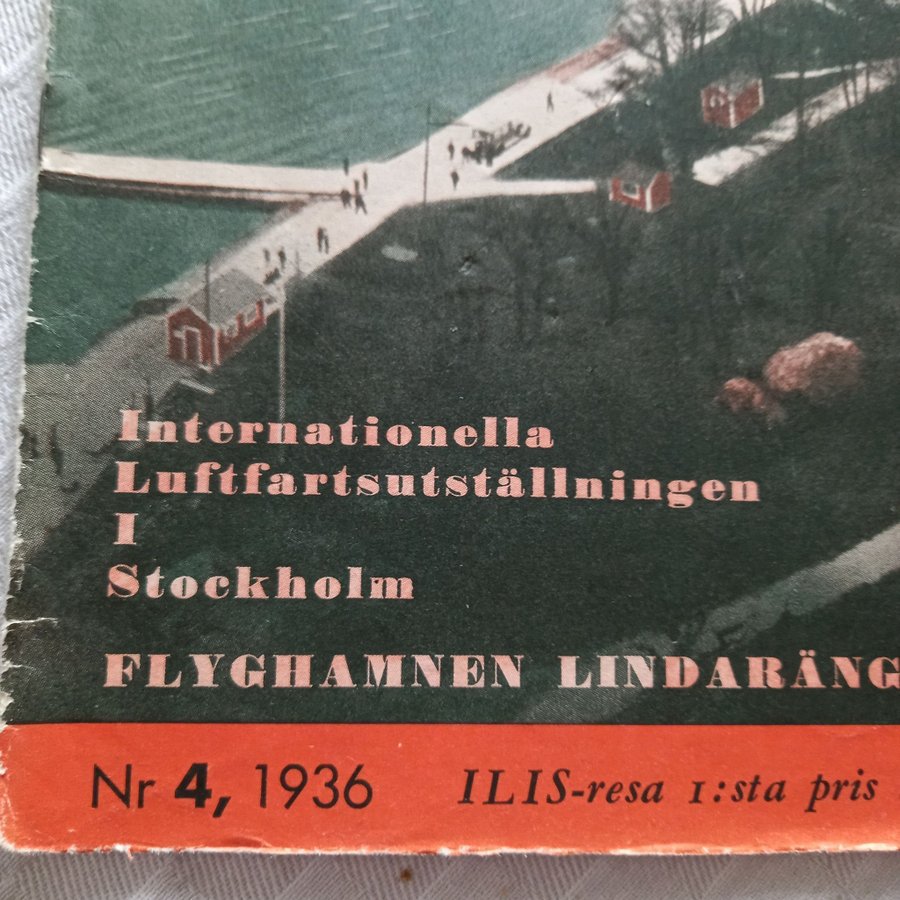 Internationella
Luftfartsutställningen
I
Stockholm
FLYGHAMNEN LINDARÄNG
Nr 4, 1936 ILIS-resa 1:sta pris